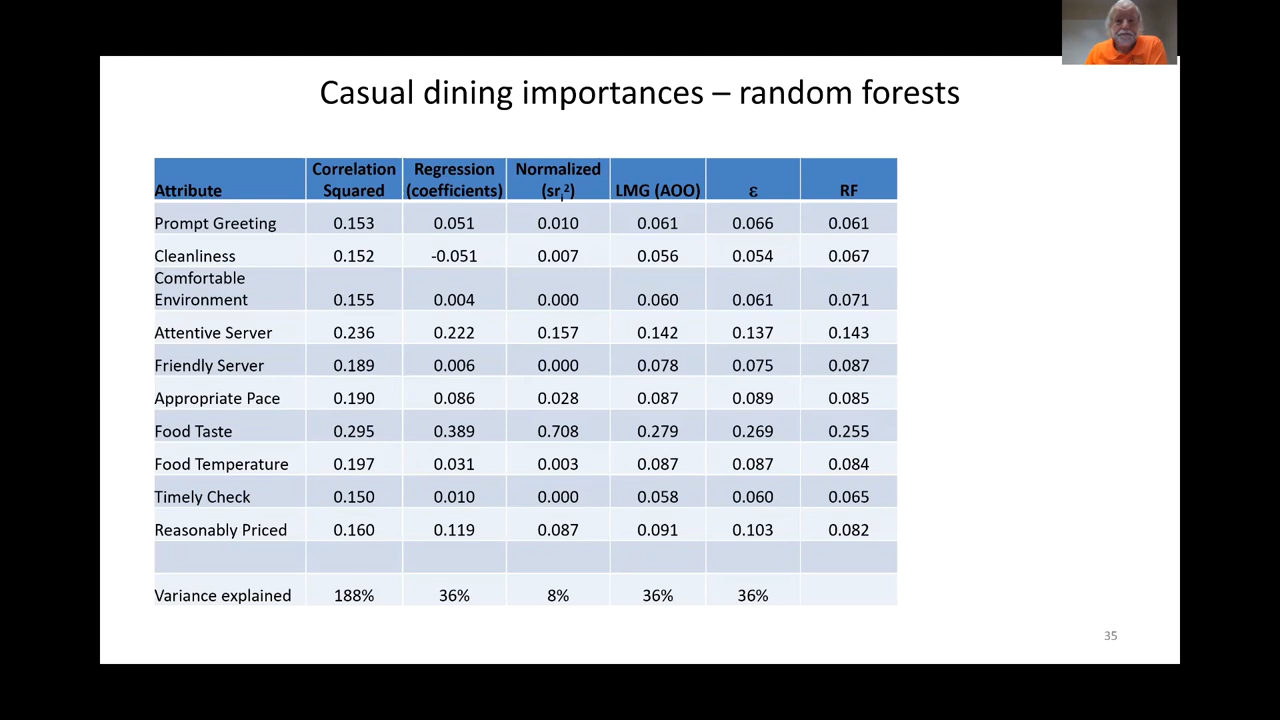 Casual dining importances – random forests
Attribute Correlation Squared Regression (coefficients) Normalized (srᵢ²) LMG (AOO) ε RF
Prompt Greeting 0.153 0.051 0.010 0.061 0.066 0.061
Cleanliness 0.152 -0.051 0.007 0.056 0.054 0.067
Comfortable Environment 0.155 0.004 0.000 0.060 0.061 0.071
Attentive Server 0.236 0.222 0.157 0.142 0.137 0.143
Friendly Server 0.189 0.006 0.000 0.078 0.075 0.087
Appropriate Pace 0.190 0.086 0.028 0.087 0.089 0.085
Food Taste 0.295 0.389 0.708 0.279 0.269 0.255
Food Temperature 0.197 0.031 0.003 0.087 0.087 0.084
Timely Check 0.150 0.010 0.000 0.058 0.060 0.065
Reasonably Priced 0.160 0.119 0.087 0.091 0.103 0.082
Variance explained 188% 36% 8% 36% 36%
35